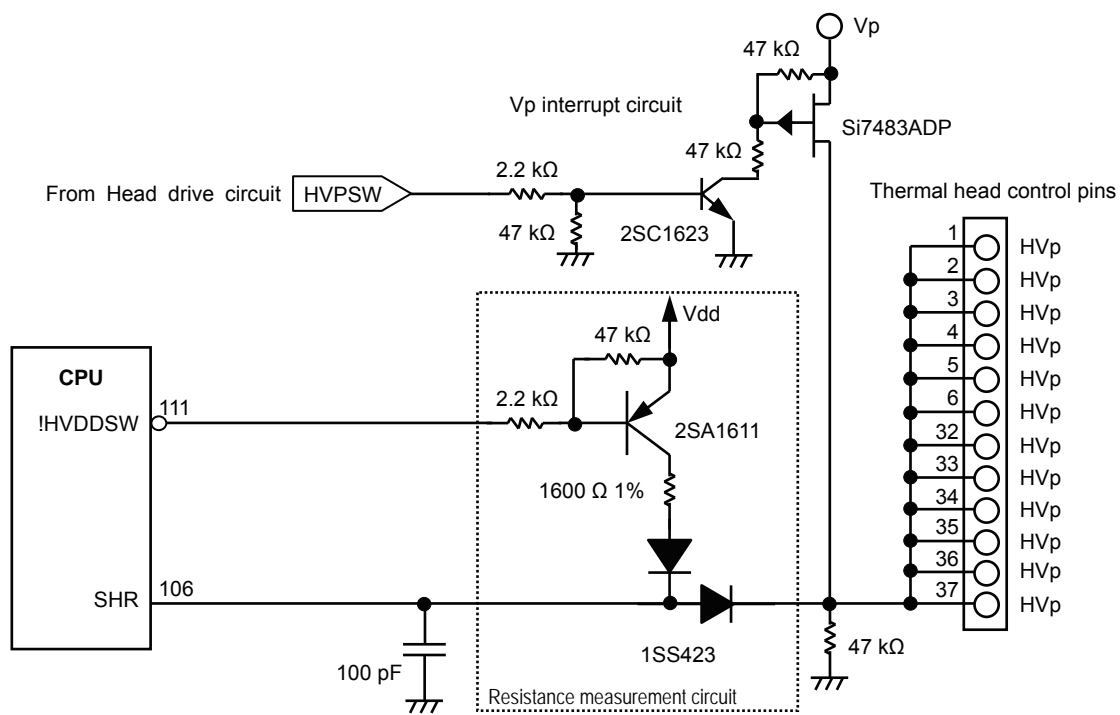 Vp
47 kΩ
Vp interrupt circuit
Si7483ADP
47 kΩ
2.2 kΩ
From Head drive circuit HVPSW
Thermal head control pins
47 kΩ
2SC1623
1 HVp
2 HVp
3 HVp
4 HVp
5 HVp
6 HVp
32 HVp
33 HVp
34 HVp
35 HVp
36 HVp
37 HVp
Vdd
47 kΩ
CPU
!HVDDSW 111
2.2 kΩ
2SA1611
1600 Ω 1%
SHR 106
1SS423
47 kΩ
100 pF
Resistance measurement circuit